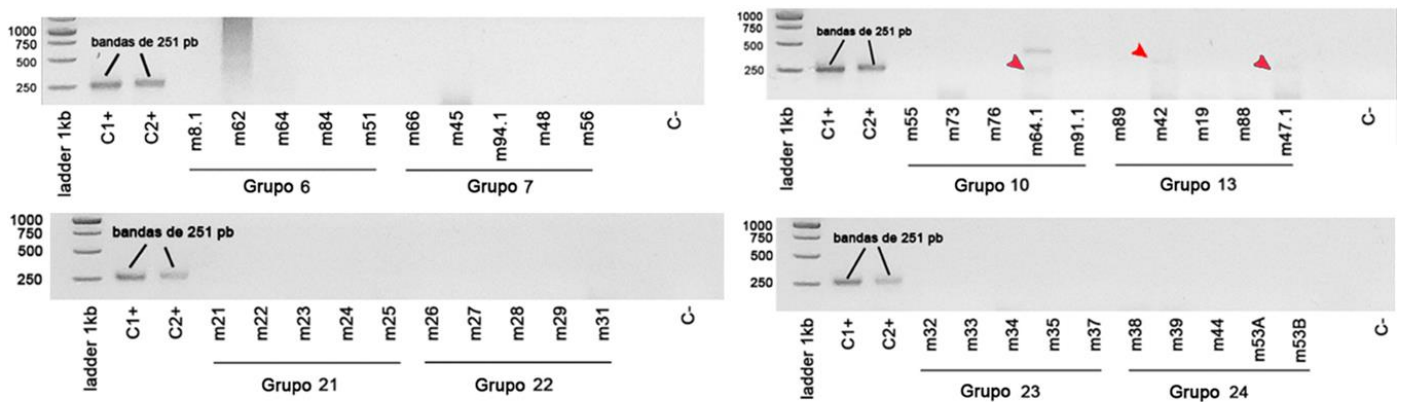 1000
750
500
250
bandas de 251 pb
ladder 1kb
C1+
C2+
m8.1
m62
m64
m84
m51
m66
m45
m94.1
m48
m56
C-
Grupo 6
Grupo 7
1000
750
500
250
bandas de 251 pb
ladder 1kb
C1+
C2+
m55
m73
m76
m64.1
m91.1
m89
m42
m19
m88
m47.1
C-
Grupo 10
Grupo 13
1000
750
500
250
bandas de 251 pb
ladder 1kb
C1+
C2+
m21
m22
m23
m24
m25
m26
m27
m28
m29
m31
C-
Grupo 21
Grupo 22
1000
750
500
250
bandas de 251 pb
ladder 1kb
C1+
C2+
m32
m33
m34
m35
m37
m38
m39
m44
m53A
m53B
C-
Grupo 23
Grupo 24